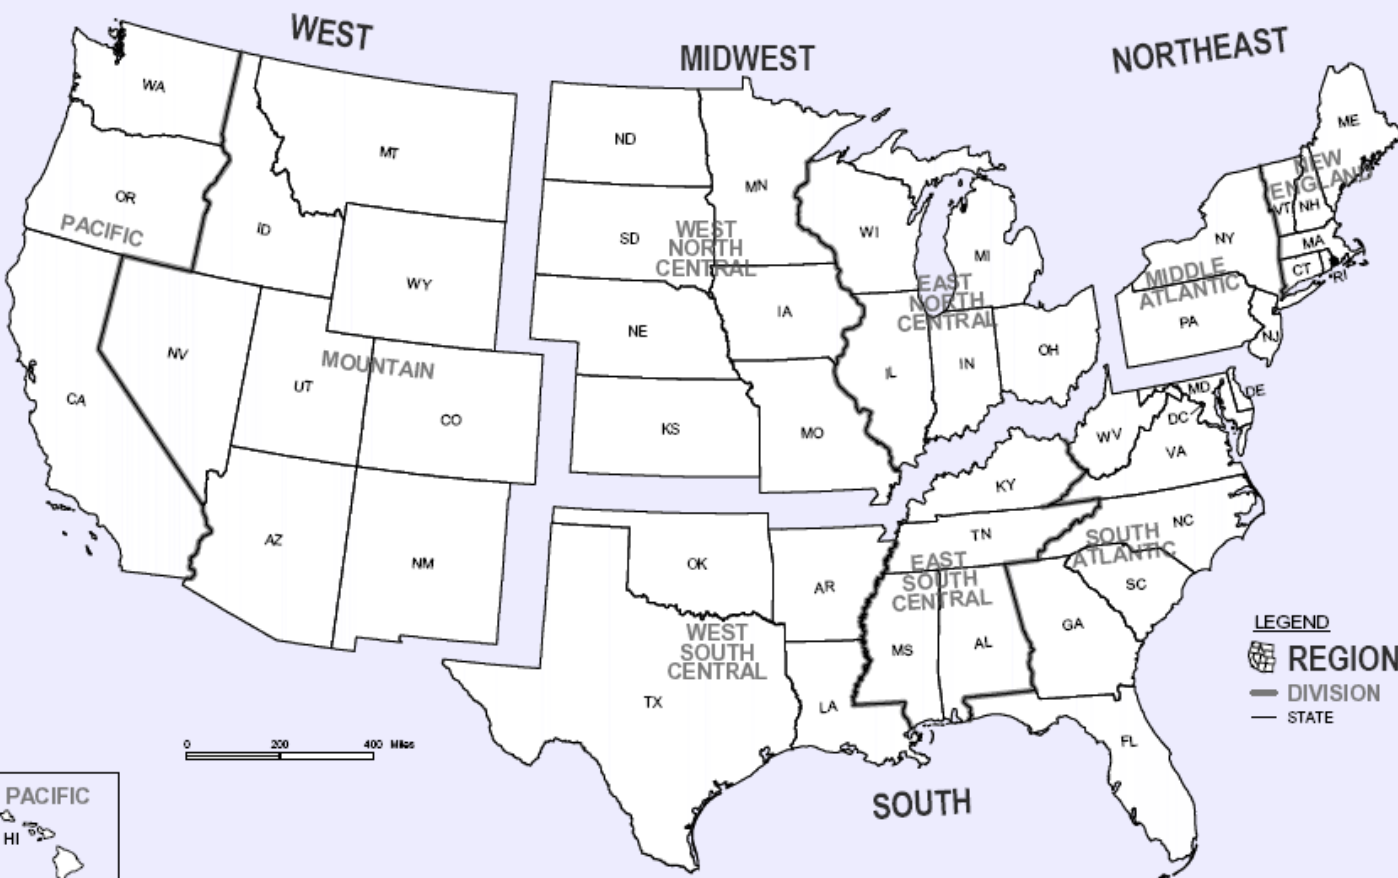 WEST
MIDWEST
NORTHEAST
WA
MT
ND
MN
ME
OR
ID
SD
WI
MI
NEW
ENGLAND
VT
NH
PACIFIC
WY
WEST
NORTH
CENTRAL
NY
MA
CT
RI
MIDDLE
ATLANTIC
EAST
NORTH
CENTRAL
NE
IA
PA
NJ
NV
MOUNTAIN
UT
CO
CA
IL
IN
OH
KS
MO
MD
DE
DC
WV
VA
KY
AZ
NM
OK
AR
TN
NC
SOUTH
ATLANTIC
EAST
SOUTH
CENTRAL
SC
WEST
SOUTH
CENTRAL
MS
AL
GA
TX
LA
FL
LEGEND
REGION
DIVISION
STATE
0 200 400 Miles
SOUTH
PACIFIC
HI